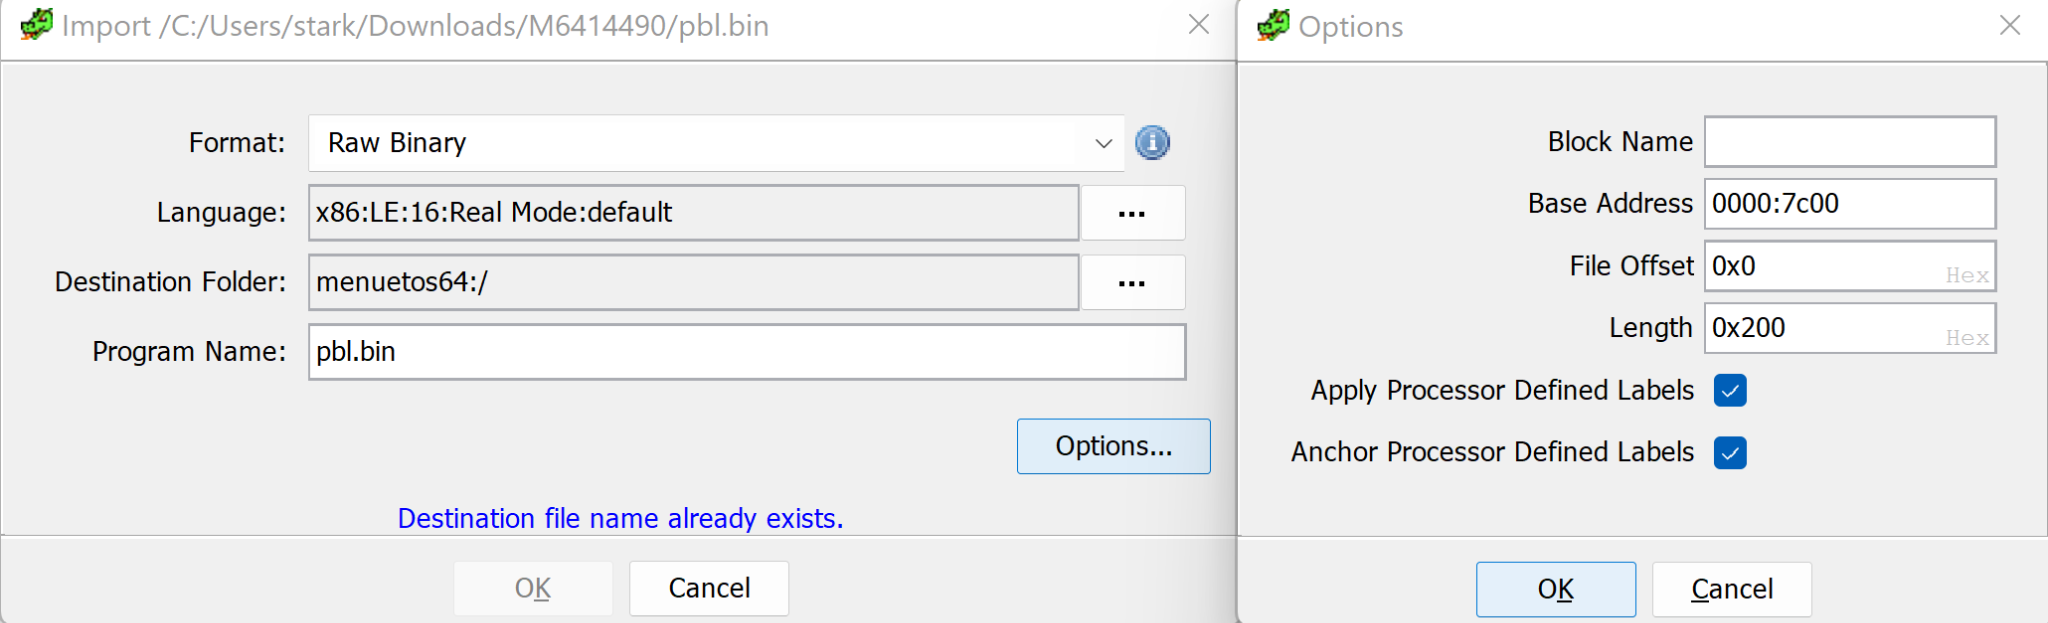 Import /C:/Users/stark/Downloads/M6414490/pbl.bin
Format: Raw Binary
Language: x86:LE:16:Real Mode:default ...
Destination Folder: menuetos64:/ ...
Program Name: pbl.bin
Options...
Destination file name already exists.
OK Cancel
Options
Block Name
Base Address 0000:7c00
File Offset 0x0 Hex
Length 0x200 Hex
Apply Processor Defined Labels
Anchor Processor Defined Labels
OK Cancel